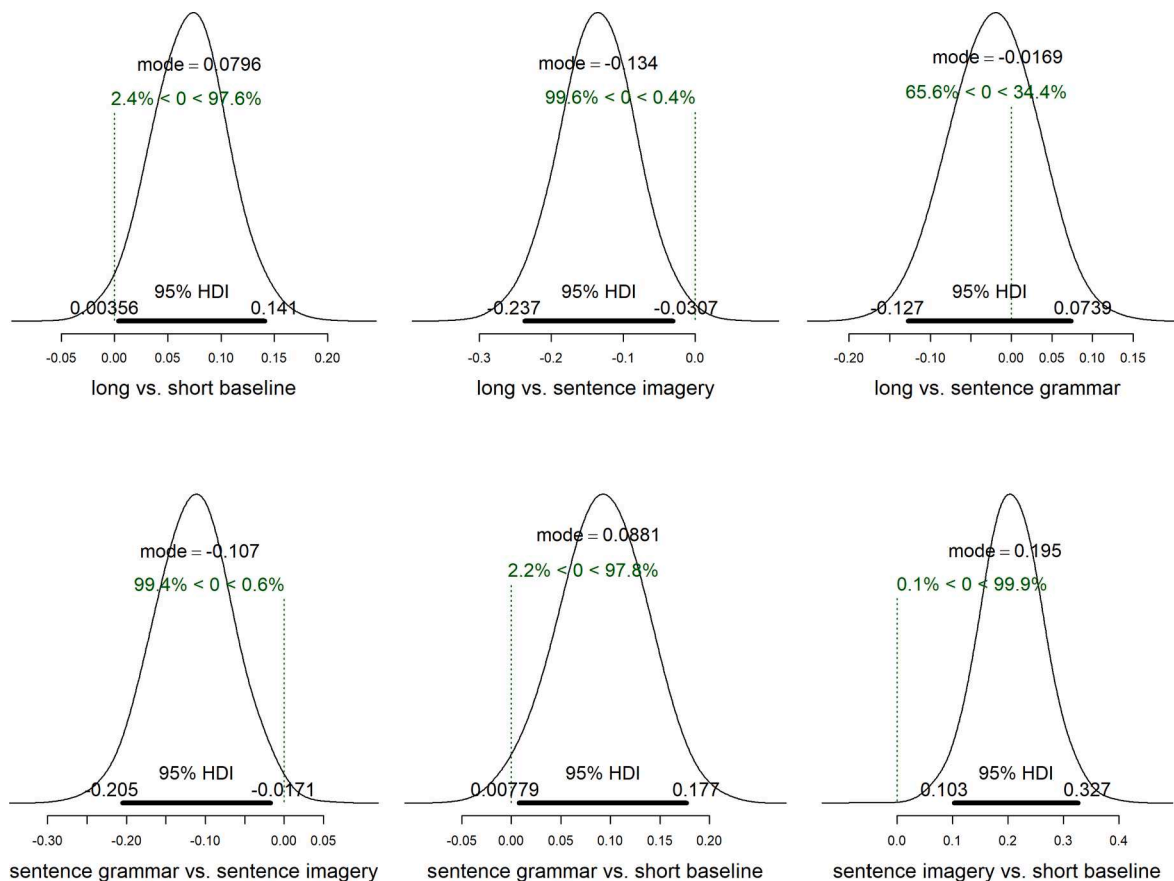 mode = 0.0796
2.4% < 0 < 97.6%
95% HDI
0.00356 0.141
-0.05 0.00 0.05 0.10 0.15 0.20
long vs. short baseline
mode = -0.134
99.6% < 0 < 0.4%
95% HDI
-0.237 -0.0307
-0.3 -0.2 -0.1 0.0
long vs. sentence imagery
mode = -0.0169
65.6% < 0 < 34.4%
95% HDI
-0.127 0.0739
-0.20 -0.10 0.00 0.05 0.10 0.15
long vs. sentence grammar
mode = -0.107
99.4% < 0 < 0.6%
95% HDI
-0.205 -0.0171
-0.30 -0.20 -0.10 0.00 0.05
sentence grammar vs. sentence imagery
mode = 0.0881
2.2% < 0 < 97.8%
95% HDI
0.00779 0.177
-0.05 0.00 0.05 0.10 0.20
sentence grammar vs. short baseline
mode = 0.195
0.1% < 0 < 99.9%
95% HDI
0.103 0.327
0.0 0.1 0.2 0.3 0.4
sentence imagery vs. short baseline